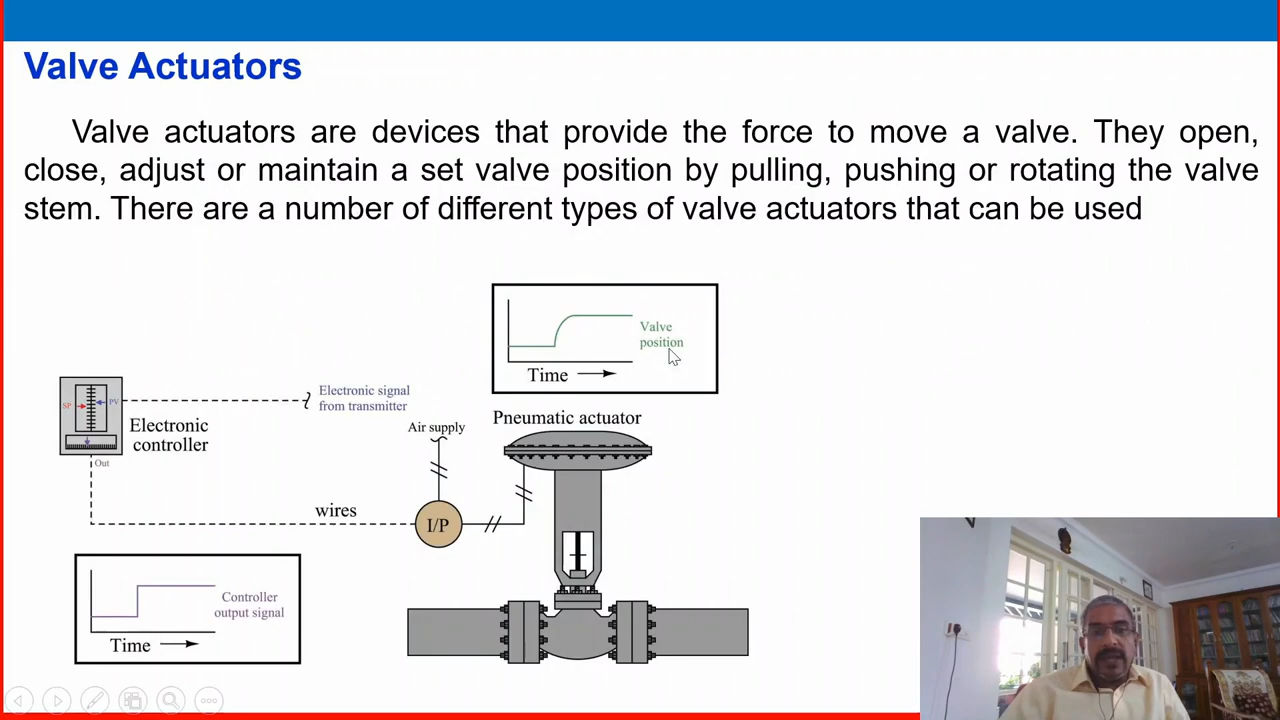 Valve Actuators
Valve actuators are devices that provide the force to move a valve. They open,
close, adjust or maintain a set valve position by pulling, pushing or rotating the valve
stem. There are a number of different types of valve actuators that can be used
Valve
position
Time
SP
PV
Out
Electronic
controller
Electronic signal
from transmitter
Air supply
Pneumatic actuator
wires
I/P
Controller
output signal
Time